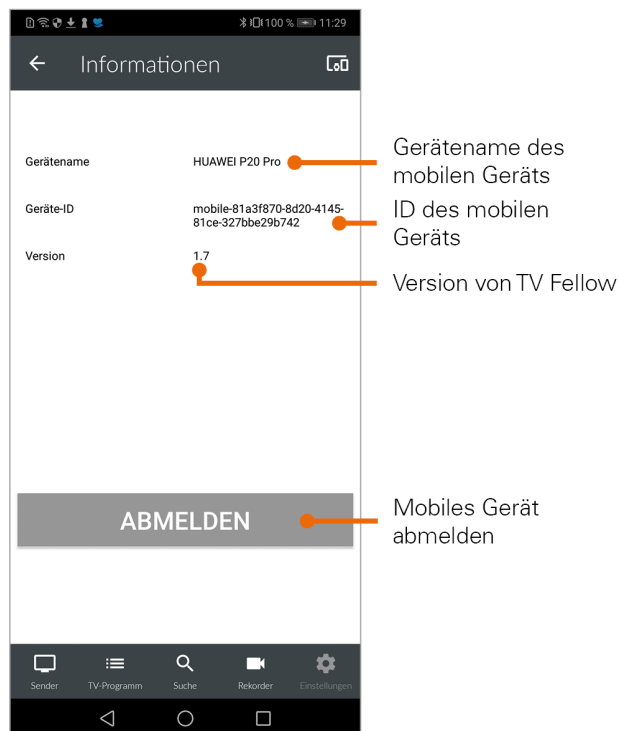 100 % 11:29
Informationen
Gerätename
HUAWEI P20 Pro
Gerätename des
mobilen Geräts
Geräte-ID
mobile-81a3f870-8d20-4145-
81ce-327bbe29b742
ID des mobilen
Geräts
Version
1.7
Version von TV Fellow
ABMELDEN
Mobiles Gerät
abmelden
Sender TV-Programm Suche Rekorder Einstellungen